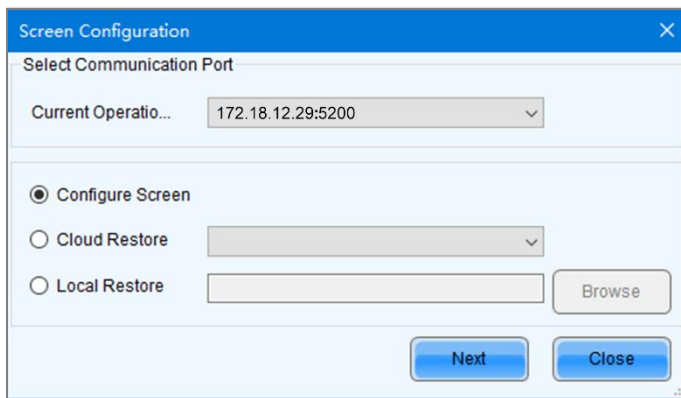 Screen Configuration
Select Communication Port
Current Operatio... 172.18.12.29:5200
Configure Screen
Cloud Restore
Local Restore Browse
Next Close